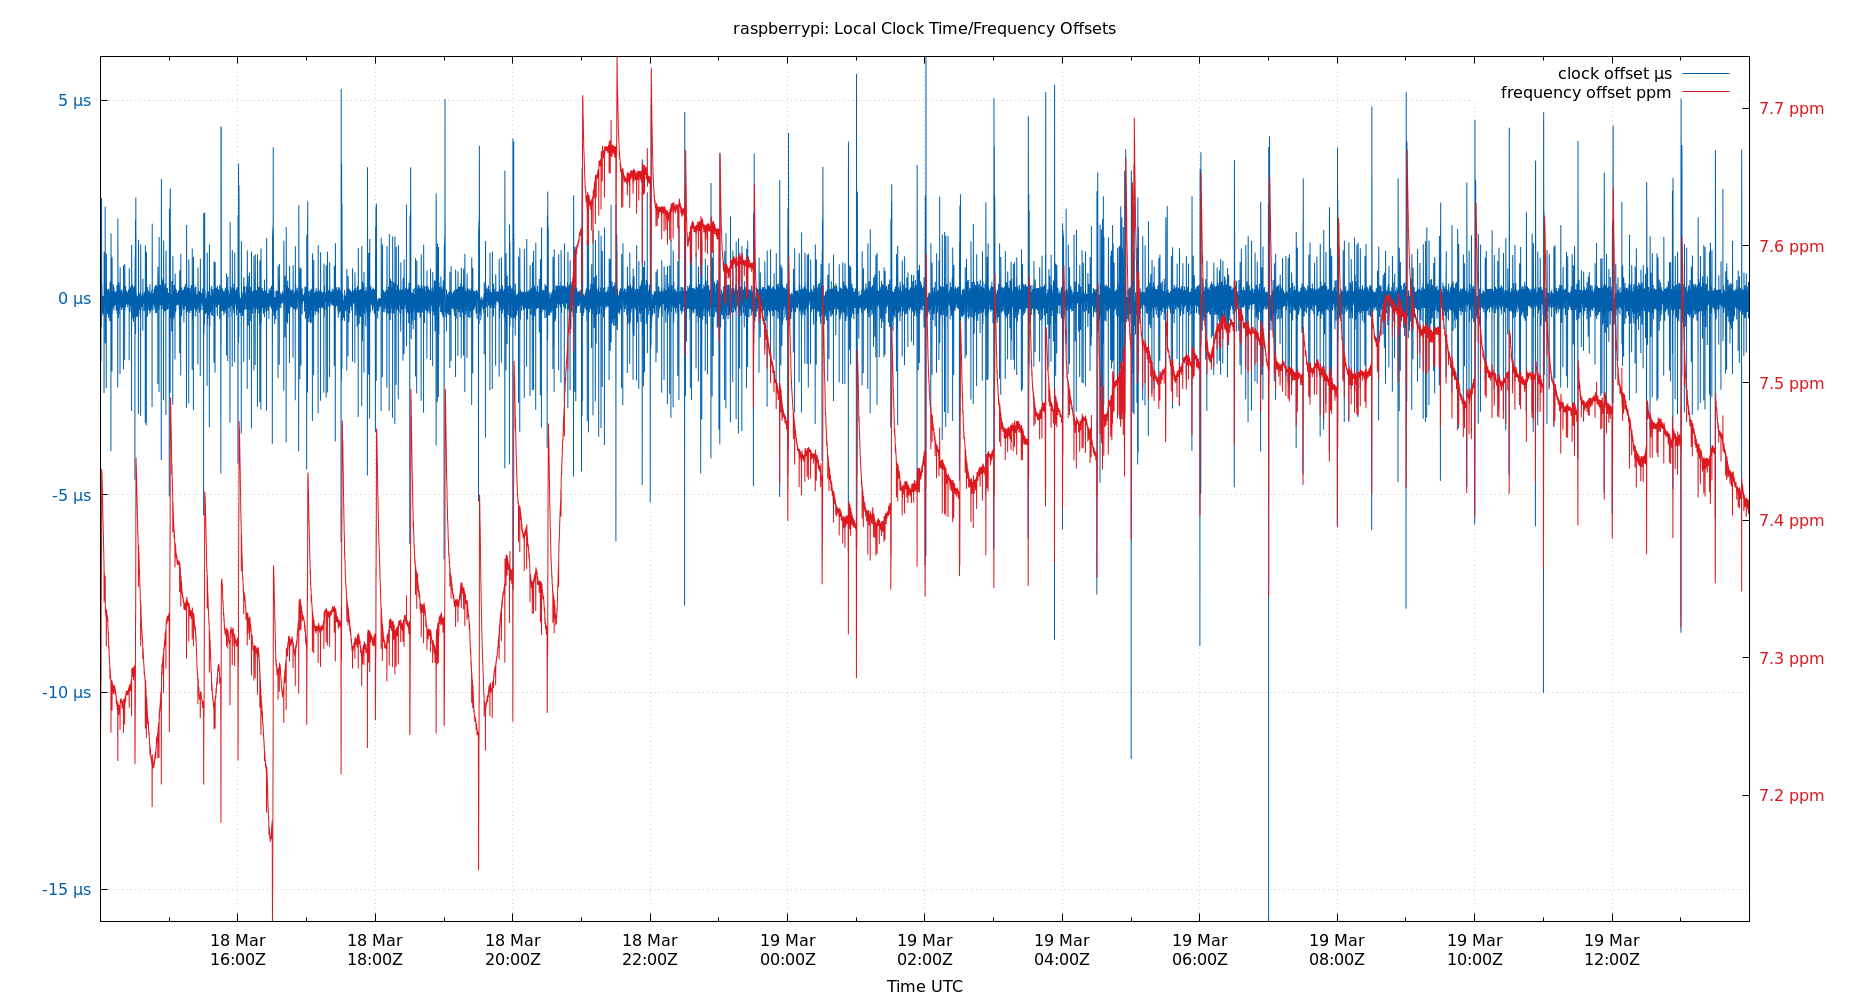 raspberrypi: Local Clock Time/Frequency Offsets
clock offset µs
frequency offset ppm
5 µs
0 µs
-5 µs
-10 µs
-15 µs
7.7 ppm
7.6 ppm
7.5 ppm
7.4 ppm
7.3 ppm
7.2 ppm
18 Mar 18 Mar 18 Mar 18 Mar 19 Mar 19 Mar 19 Mar 19 Mar 19 Mar 19 Mar 19 Mar
16:00Z 18:00Z 20:00Z 22:00Z 00:00Z 02:00Z 04:00Z 06:00Z 08:00Z 10:00Z 12:00Z
Time UTC